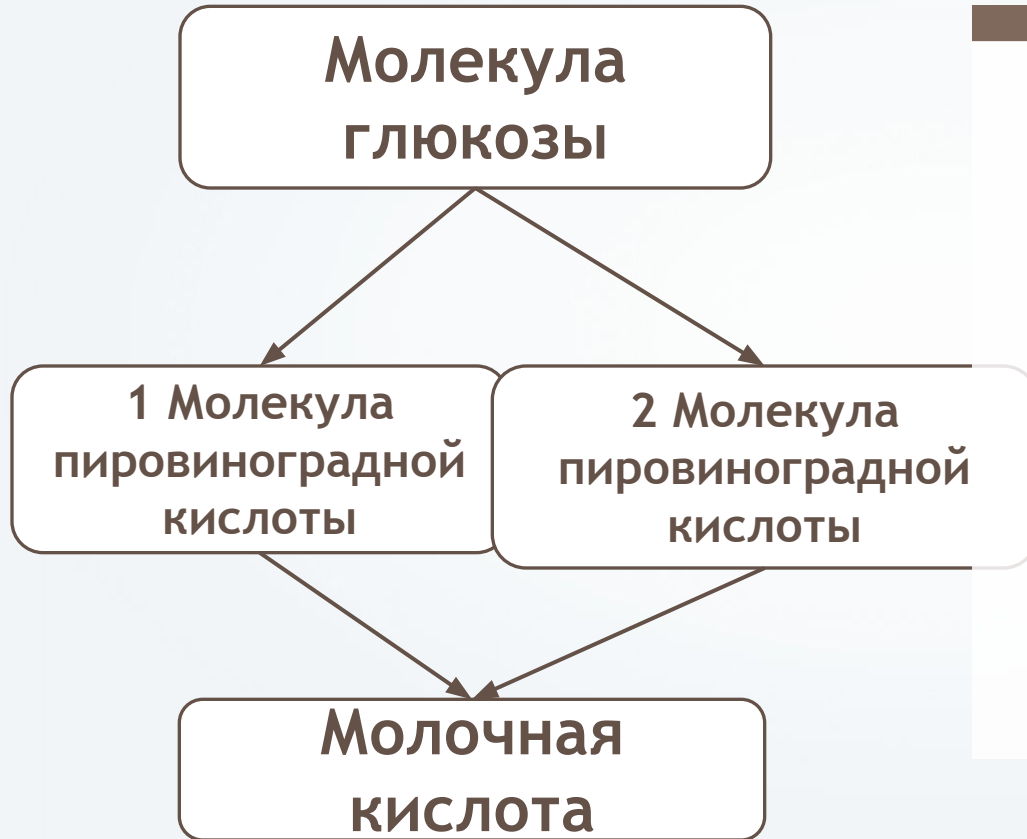 Молекула
глюкозы
1 Молекула
пировиноградной
кислоты
2 Молекула
пировиноградной
кислоты
Молочная
кислота